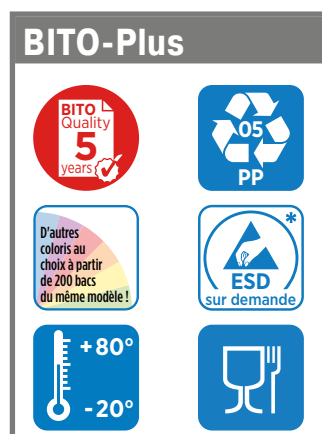 BITO-Plus
BITO
Quality
5
years
05
PP
D'autres
coloris au
choix à partir
de 200 bacs
du même modèle !
*
ESD
sur demande
+80°
-20°